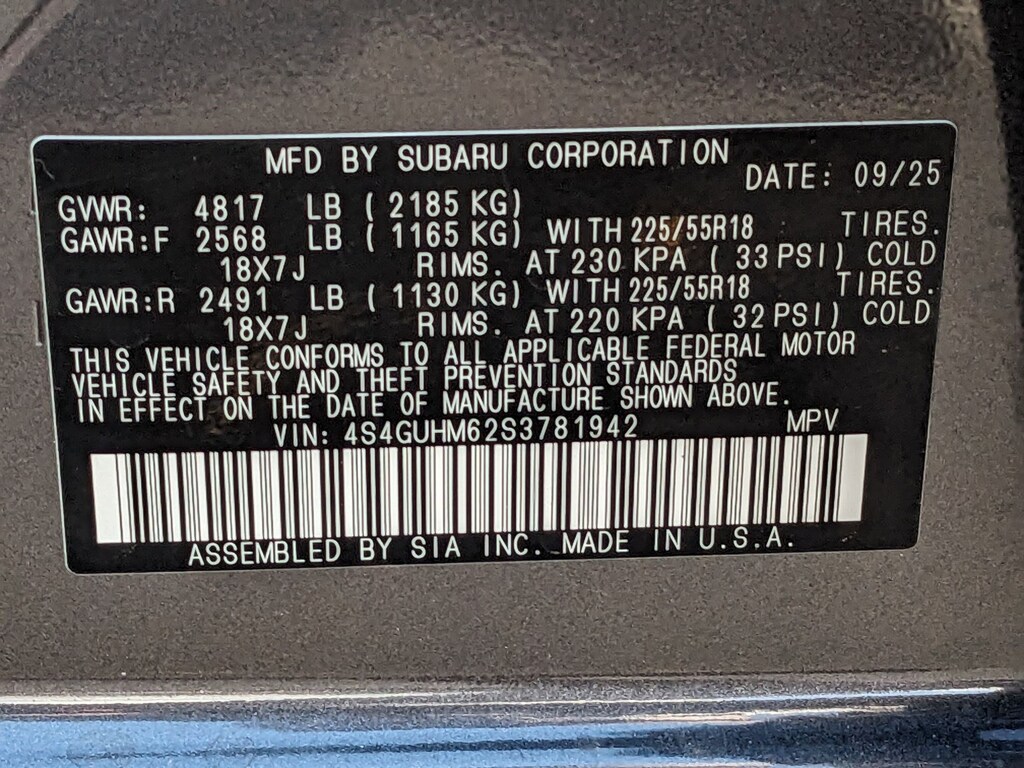 MFD BY SUBARU CORPORATION
DATE: 09/25
GVWR: 4817 LB ( 2185 KG)
GAWR:F 2568 LB ( 1165 KG) WITH 225/55R18 TIRES.
18X7J RIMS. AT 230 KPA ( 33 PSI) COLD
GAWR:R 2491 LB ( 1130 KG) WITH 225/55R18 TIRES.
18X7J RIMS. AT 220 KPA ( 32 PSI) COLD
THIS VEHICLE CONFORMS TO ALL APPLICABLE FEDERAL MOTOR
VEHICLE SAFETY AND THEFT PREVENTION STANDARDS
IN EFFECT ON THE DATE OF MANUFACTURE SHOWN ABOVE.
VIN: 4S4GUHM62S3781942 MPV
ASSEMBLED BY SIA INC. MADE IN U.S.A.